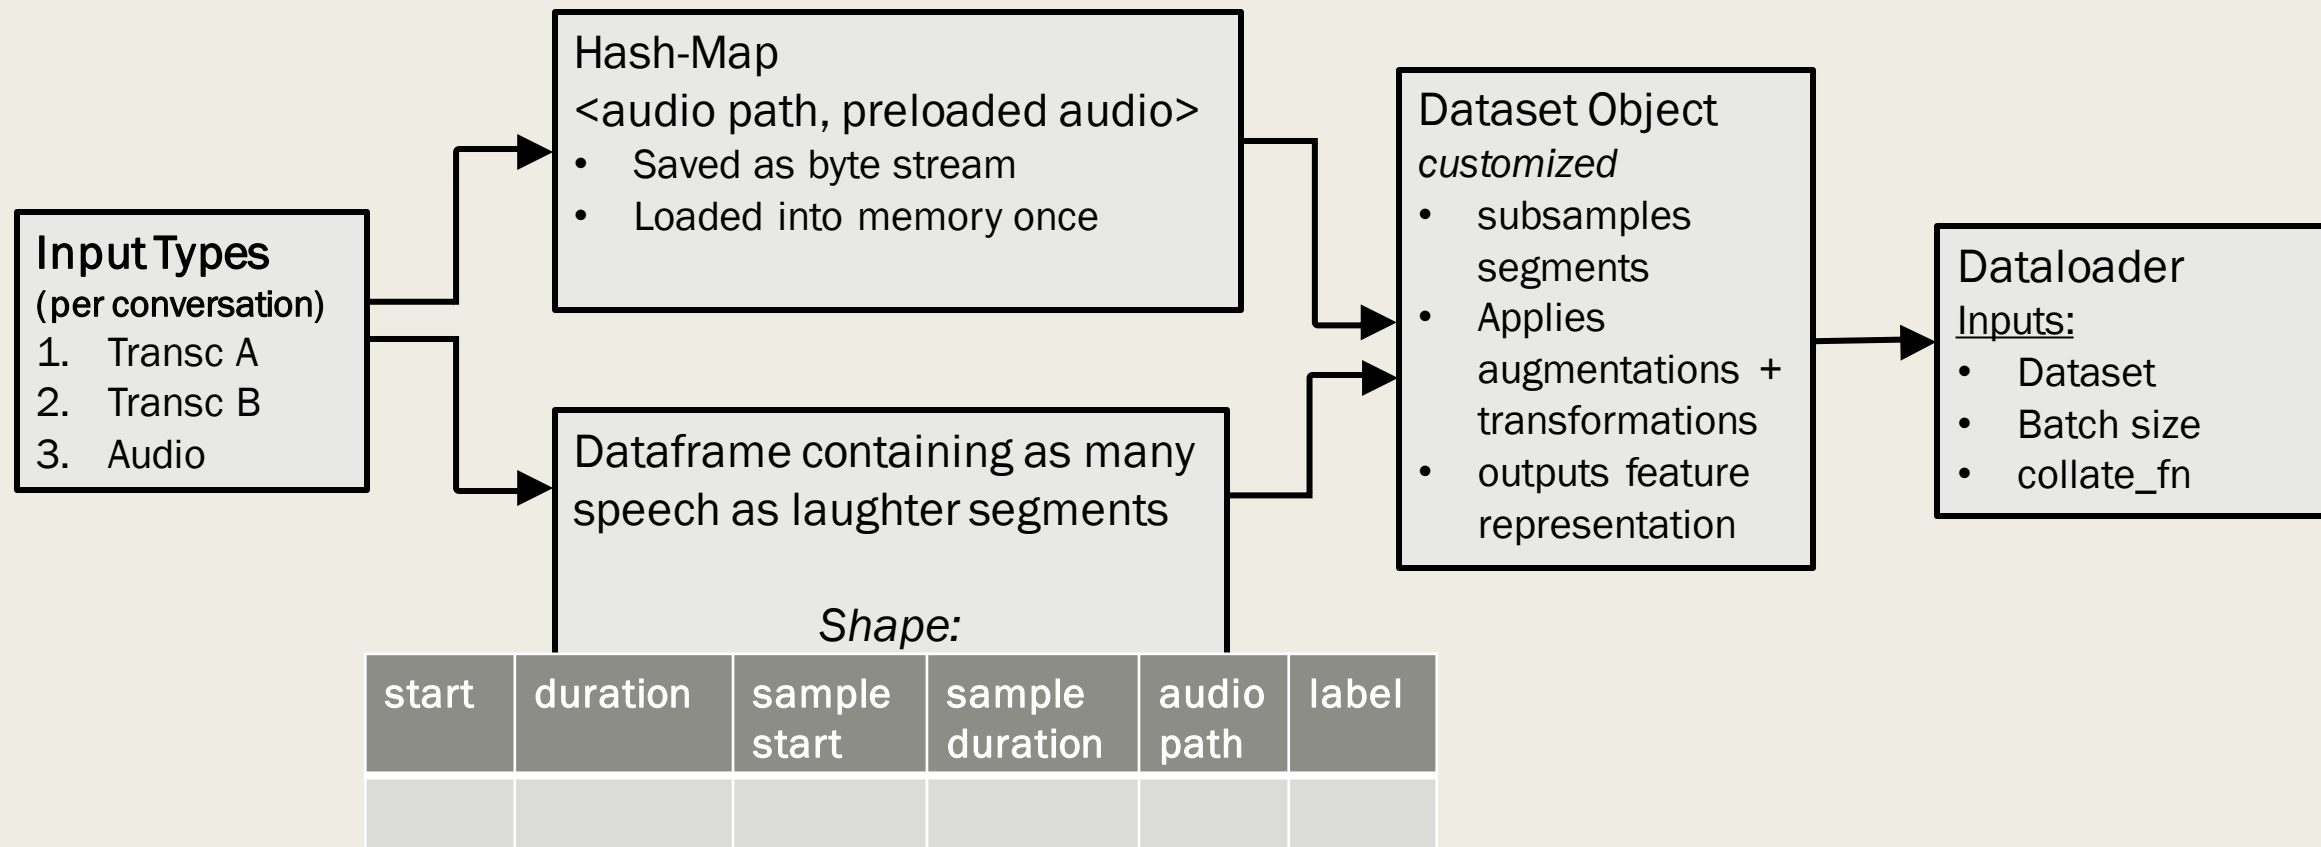 Input Types
(per conversation)
1. Transc A
2. Transc B
3. Audio
Hash-Map
<audio path, preloaded audio>
• Saved as byte stream
• Loaded into memory once
Dataframe containing as many
speech as laughter segments
Shape:
start duration sample start sample duration audio path label
Dataset Object
customized
• subsamples
segments
• Applies
augmentations +
transformations
• outputs feature
representation
Dataloader
Inputs:
• Dataset
• Batch size
• collate_fn